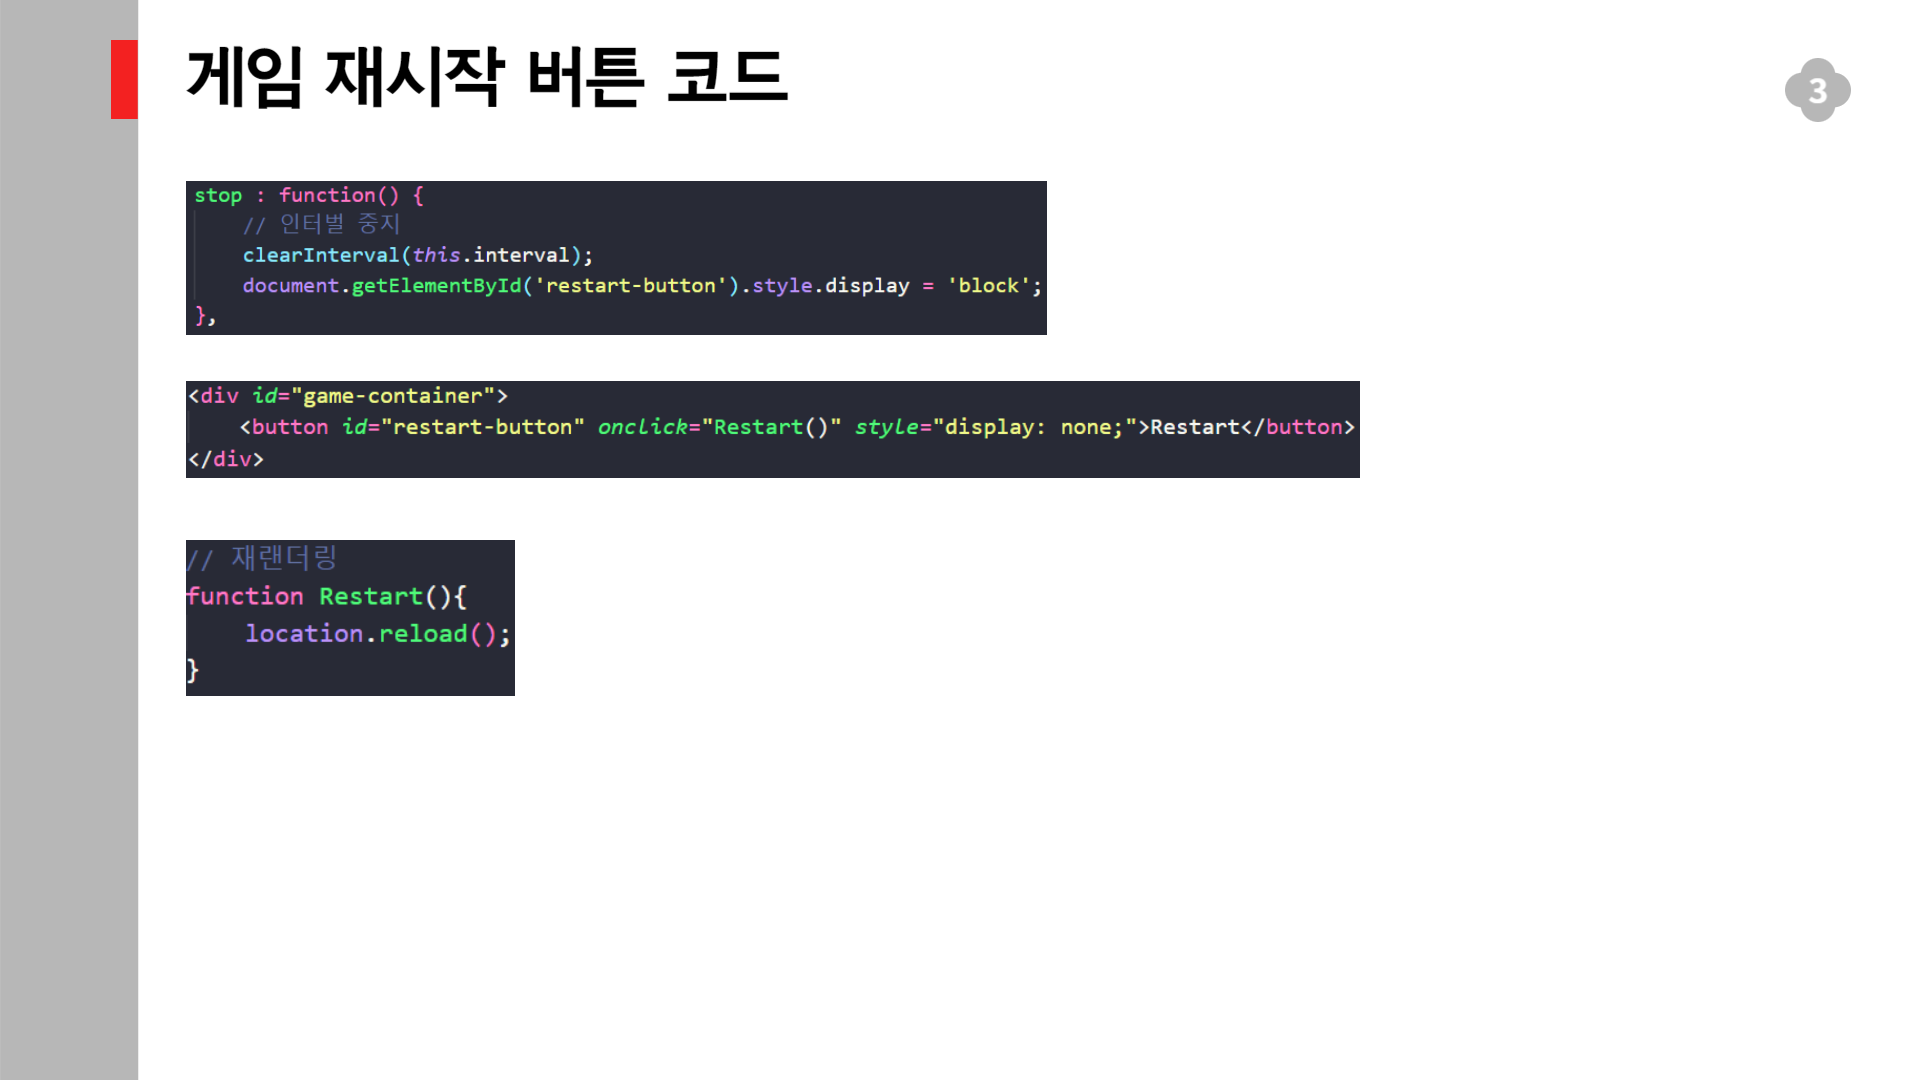 게임 재시작 버튼 코드
3
stop : function() {
// 인터벌 중지
clearInterval(this.interval);
document.getElementById('restart-button').style.display = 'block';
},
<div id="game-container">
<button id="restart-button" onclick="Restart()" style="display: none;">Restart</button>
</div>
// 재랜더링
function Restart(){
location.reload();
}